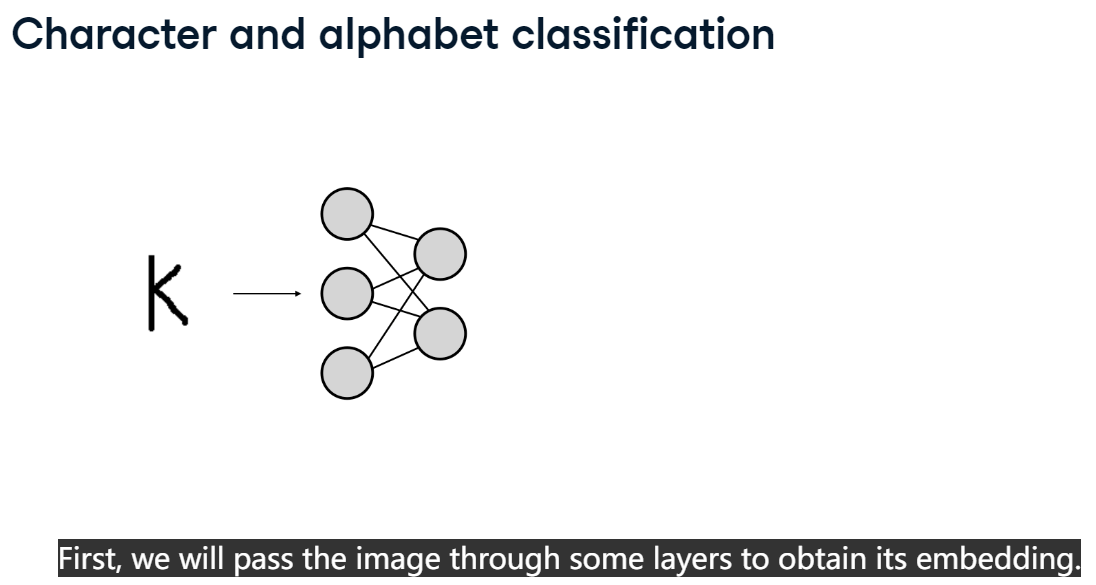 Character and alphabet classification
k
First, we will pass the image through some layers to obtain its embedding.